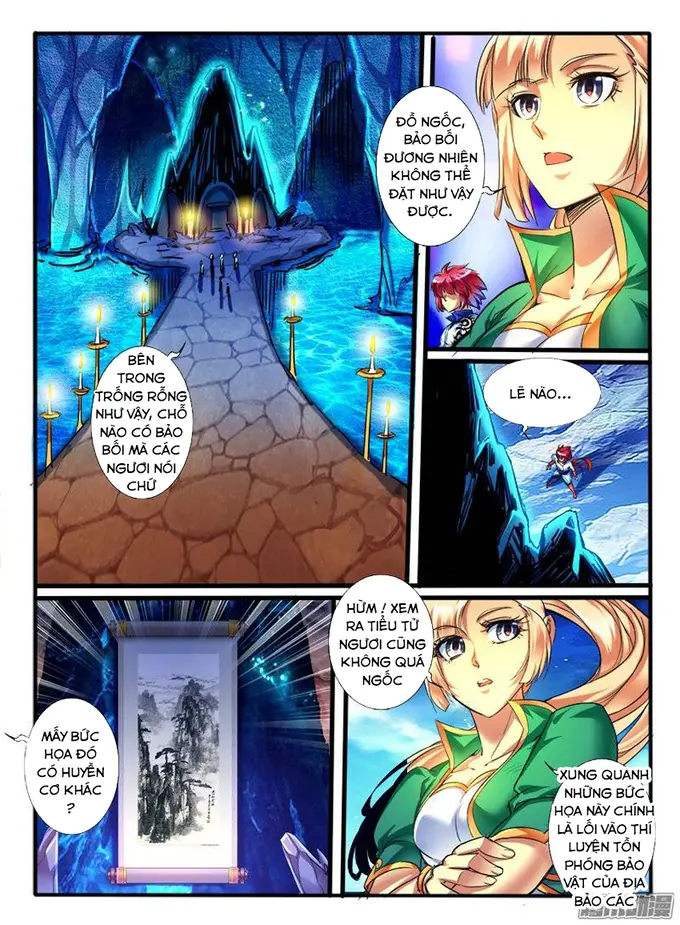 BÊN
TRONG
TRỐNG RỖNG
NHƯ VẬY, CHỖ
NÀO CÓ BẢO
BỐI MÀ CÁC
NGƯƠI NÓI
CHỨ
ĐỒ NGỐC,
BẢO BỐI
ĐƯƠNG NHIÊN
KHÔNG THỂ
ĐẶT NHƯ VẬY
ĐƯỢC.
LẼ NÀO...
MẤY BỨC
HỌA ĐÓ
CÓ HUYỀN
CƠ KHÁC
?
HỪM ! XEM
RA TIỂU TỬ
NGƯƠI CŨNG
KHÔNG QUÁ
NGỐC
XUNG QUANH
NHỮNG BỨC
HỌA NÀY CHÍNH
LÀ LỐI VÀO THÍ
LUYỆN TỒN
PHÓNG BẢO
VẬT CỦA ĐỊA
BẢO CÁC